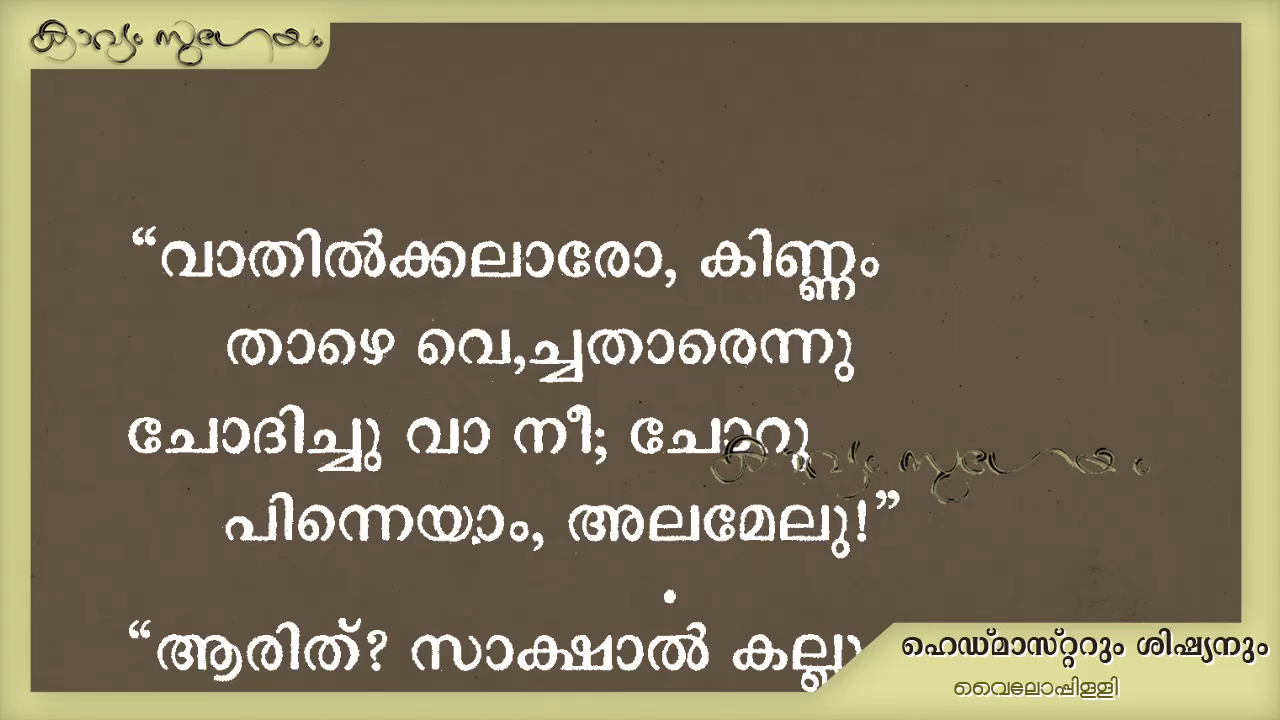 കാവ്യം സുഗേയം
“വാതിൽക്കലാരോ, കിണ്ണം
താഴെ വെ,ച്ചതാരെന്നു
ചോദിച്ചു വാ നീ; ചോറു
കാവ്യം സുഗേയം
പിന്നെയാം, അലമേലു!”
“ആരിത്? സാക്ഷാൽ
ഹെഡ്മാസ്റ്ററും ശിഷ്യനും
വൈലോപ്പിള്ളി